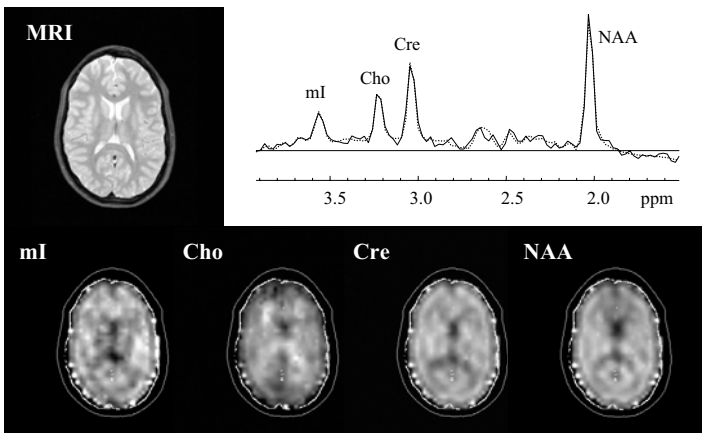 MRI
NAA
Cre
Cho
mI
3.5 3.0 2.5 2.0 ppm
mI Cho Cre NAA